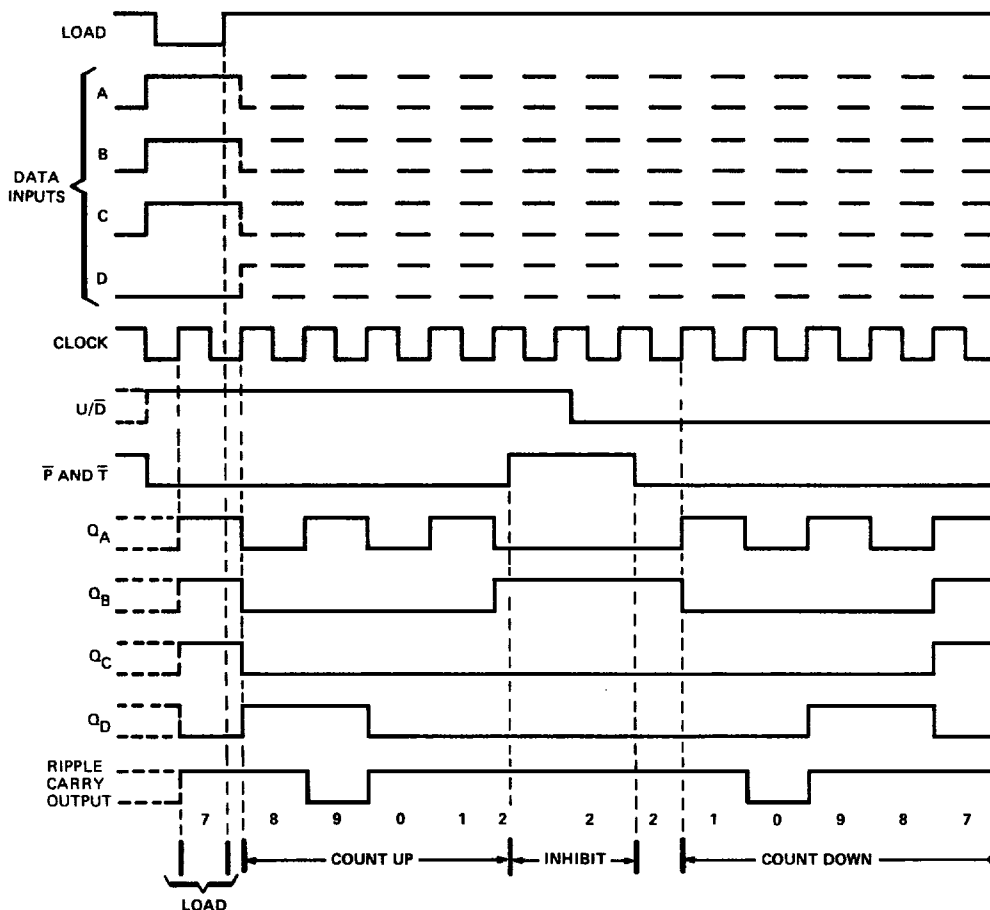 LOAD
A
B
DATA
INPUTS
C
D
CLOCK
U/D̅
P̅ AND T̅
QA
QB
QC
QD
RIPPLE
CARRY
OUTPUT
7 8 9 0 1 2 2 2 1 0 9 8 7
COUNT UP INHIBIT COUNT DOWN
LOAD